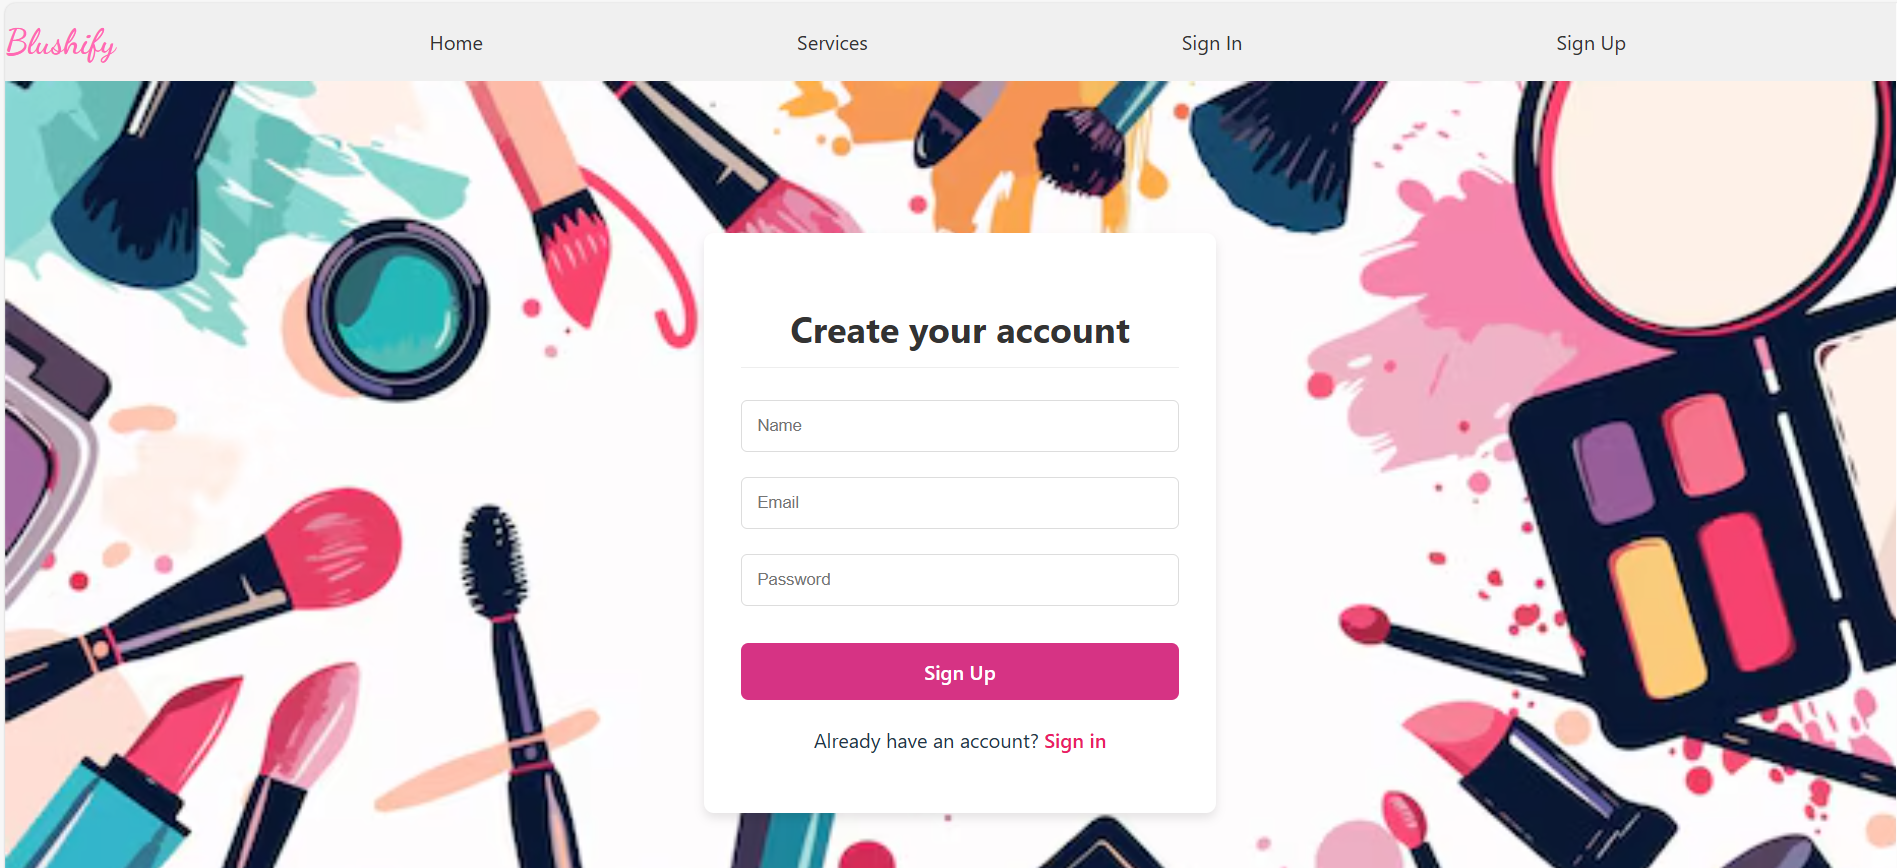 Blushify Home Services Sign In Sign Up
Create your account
Name
Email
Password
Sign Up
Already have an account? Sign in